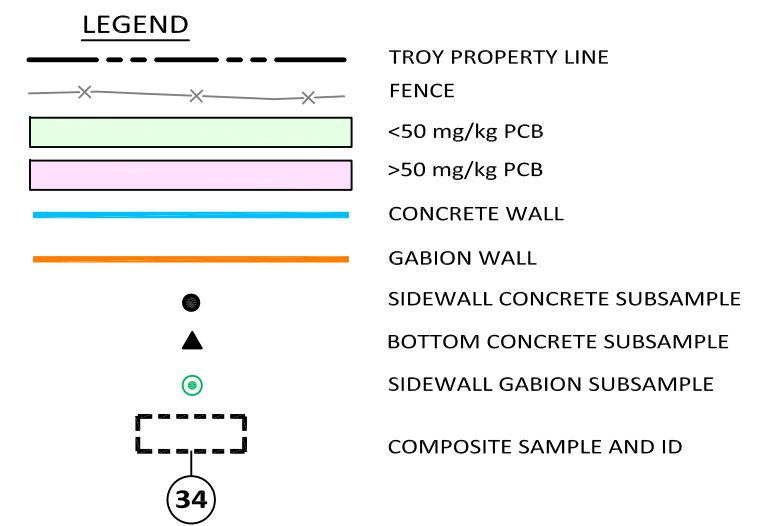 LEGEND
TROY PROPERTY LINE
FENCE
<50 mg/kg PCB
>50 mg/kg PCB
CONCRETE WALL
GABION WALL
SIDEWALL CONCRETE SUBSAMPLE
BOTTOM CONCRETE SUBSAMPLE
SIDEWALL GABION SUBSAMPLE
COMPOSITE SAMPLE AND ID
34